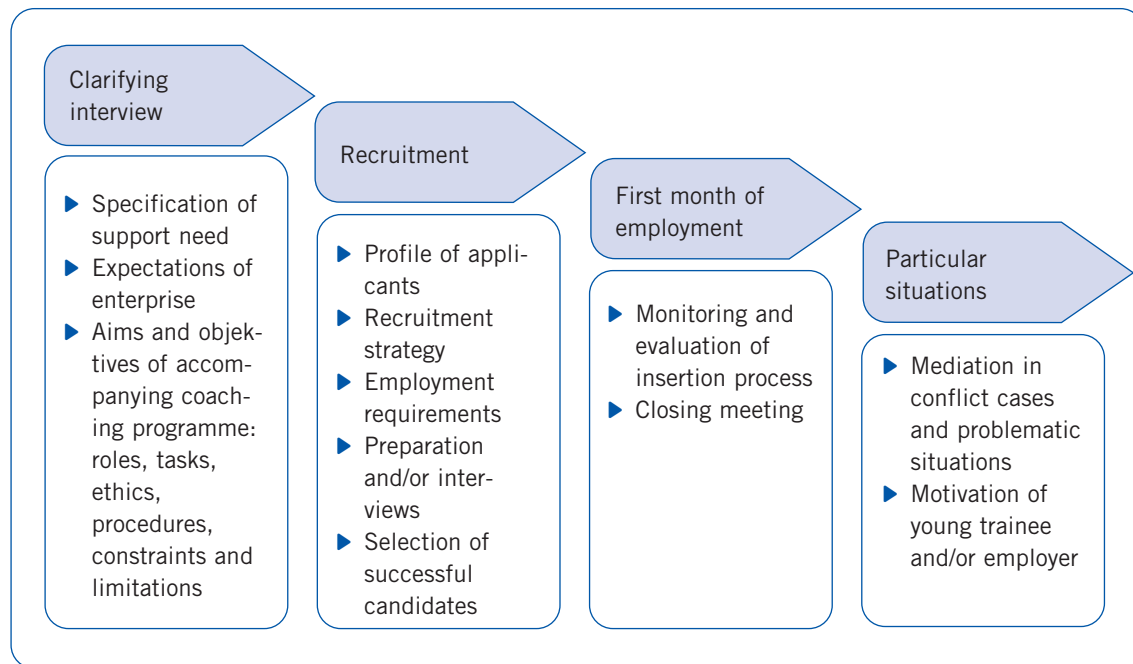 Clarifying
interview
▶ Specification of
support need
▶ Expectations of
enterprise
▶ Aims and objek-
tives of accom-
panying coach-
ing programme:
roles, tasks,
ethics,
procedures,
constraints and
limitations
Recruitment
▶ Profile of appli-
cants
▶ Recruitment
strategy
▶ Employment
requirements
▶ Preparation
and/or inter-
views
▶ Selection of
successful
candidates
First month of
employment
▶ Monitoring and
evaluation of
insertion process
▶ Closing meeting
Particular
situations
▶ Mediation in
conflict cases
and problematic
situations
▶ Motivation of
young trainee
and/or employer